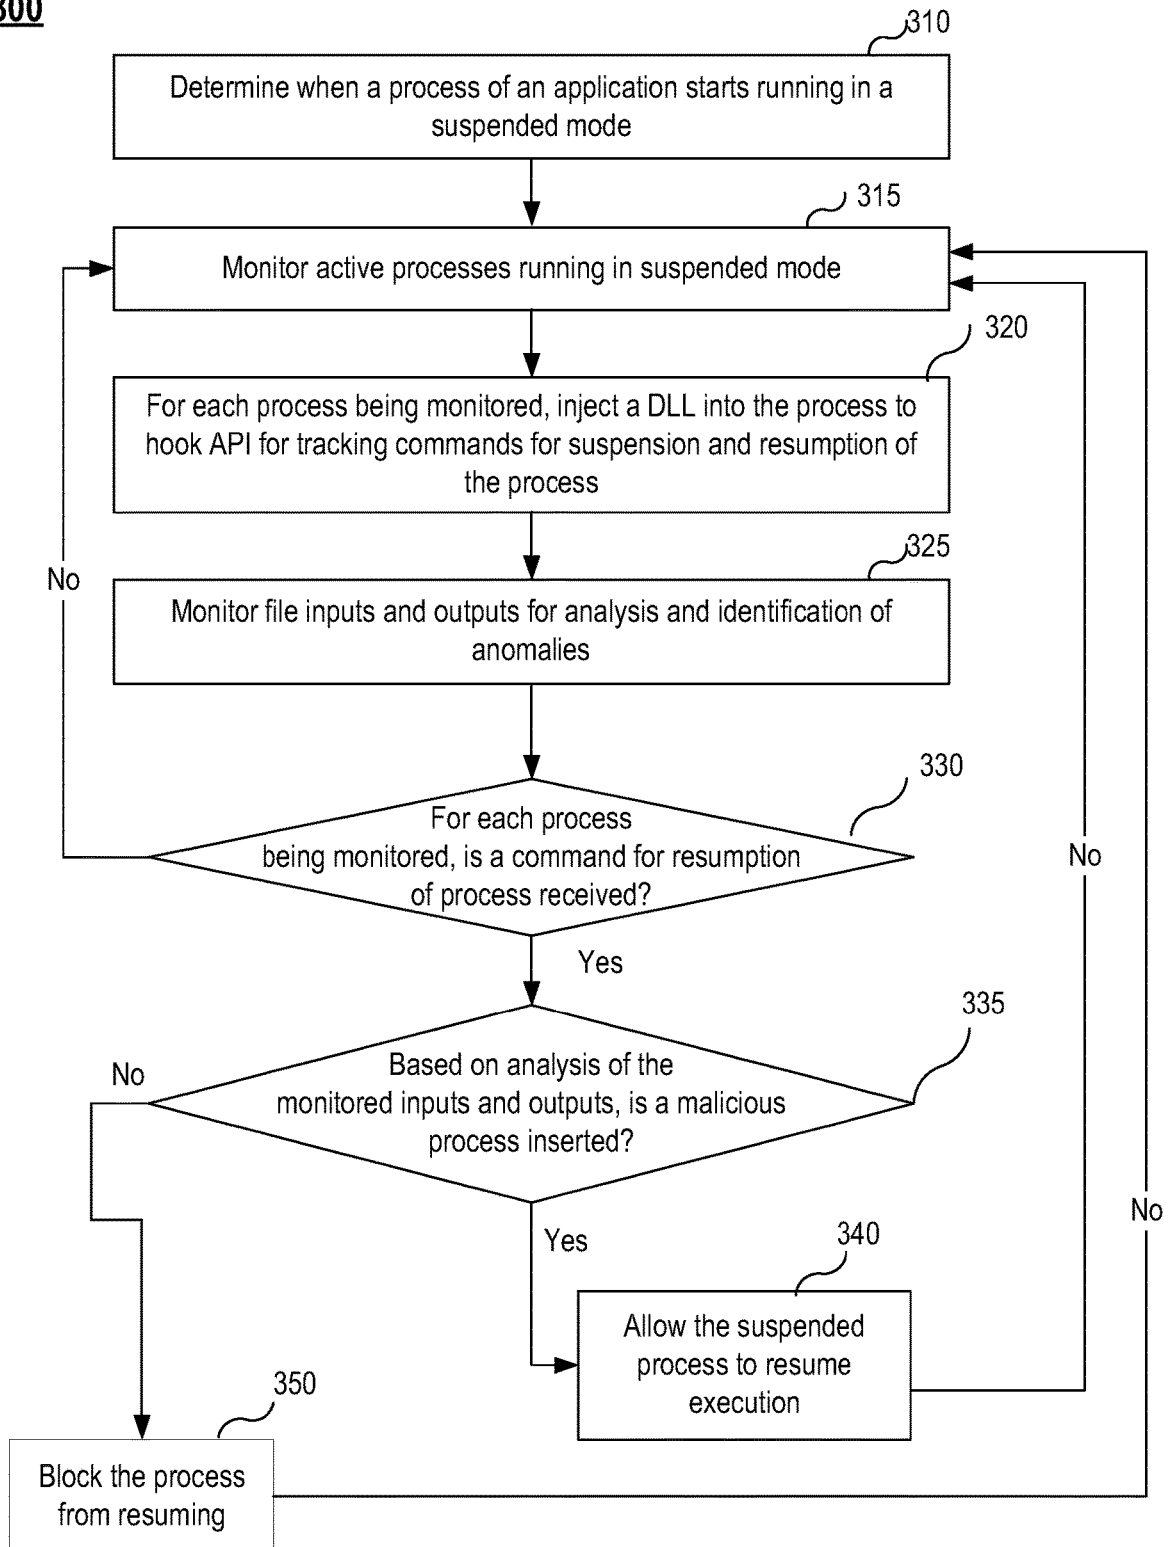 300
310
Determine when a process of an application starts running in a
suspended mode
315
Monitor active processes running in suspended mode
320
For each process being monitored, inject a DLL into the process to
hook API for tracking commands for suspension and resumption of
the process
325
No
Monitor file inputs and outputs for analysis and identification of
anomalies
330
For each process
being monitored, is a command for resumption
of process received?
No
Yes
335
No
Based on analysis of the
monitored inputs and outputs, is a malicious
process inserted?
No
Yes
340
Allow the suspended
process to resume
execution
350
Block the process
from resuming